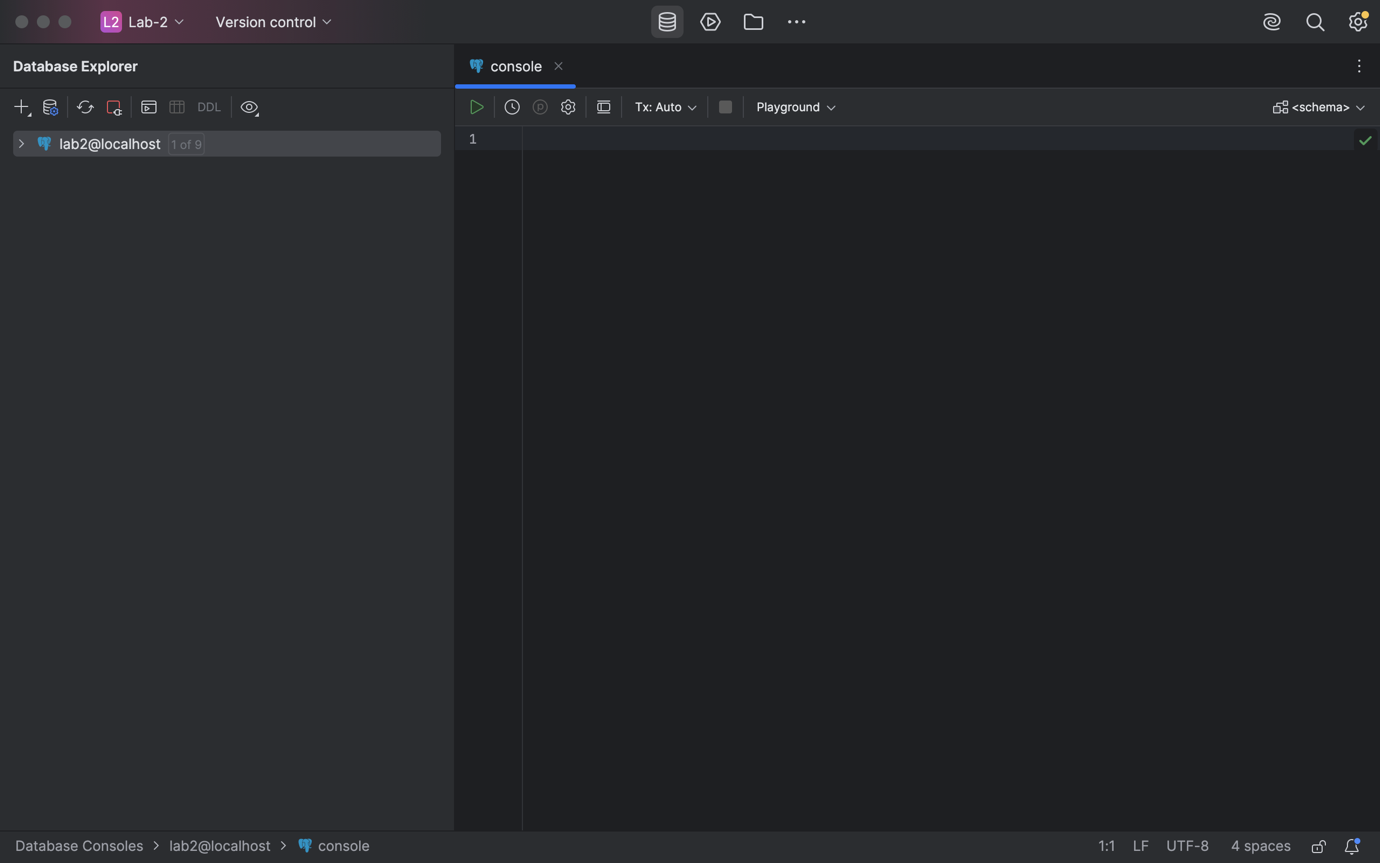 L2 Lab-2 Version control
Database Explorer
console
DDL
Tx: Auto
Playground
<schema>
lab2@localhost 1 of 9
1
Database Consoles > lab2@localhost > console
1:1 LF UTF-8 4 spaces